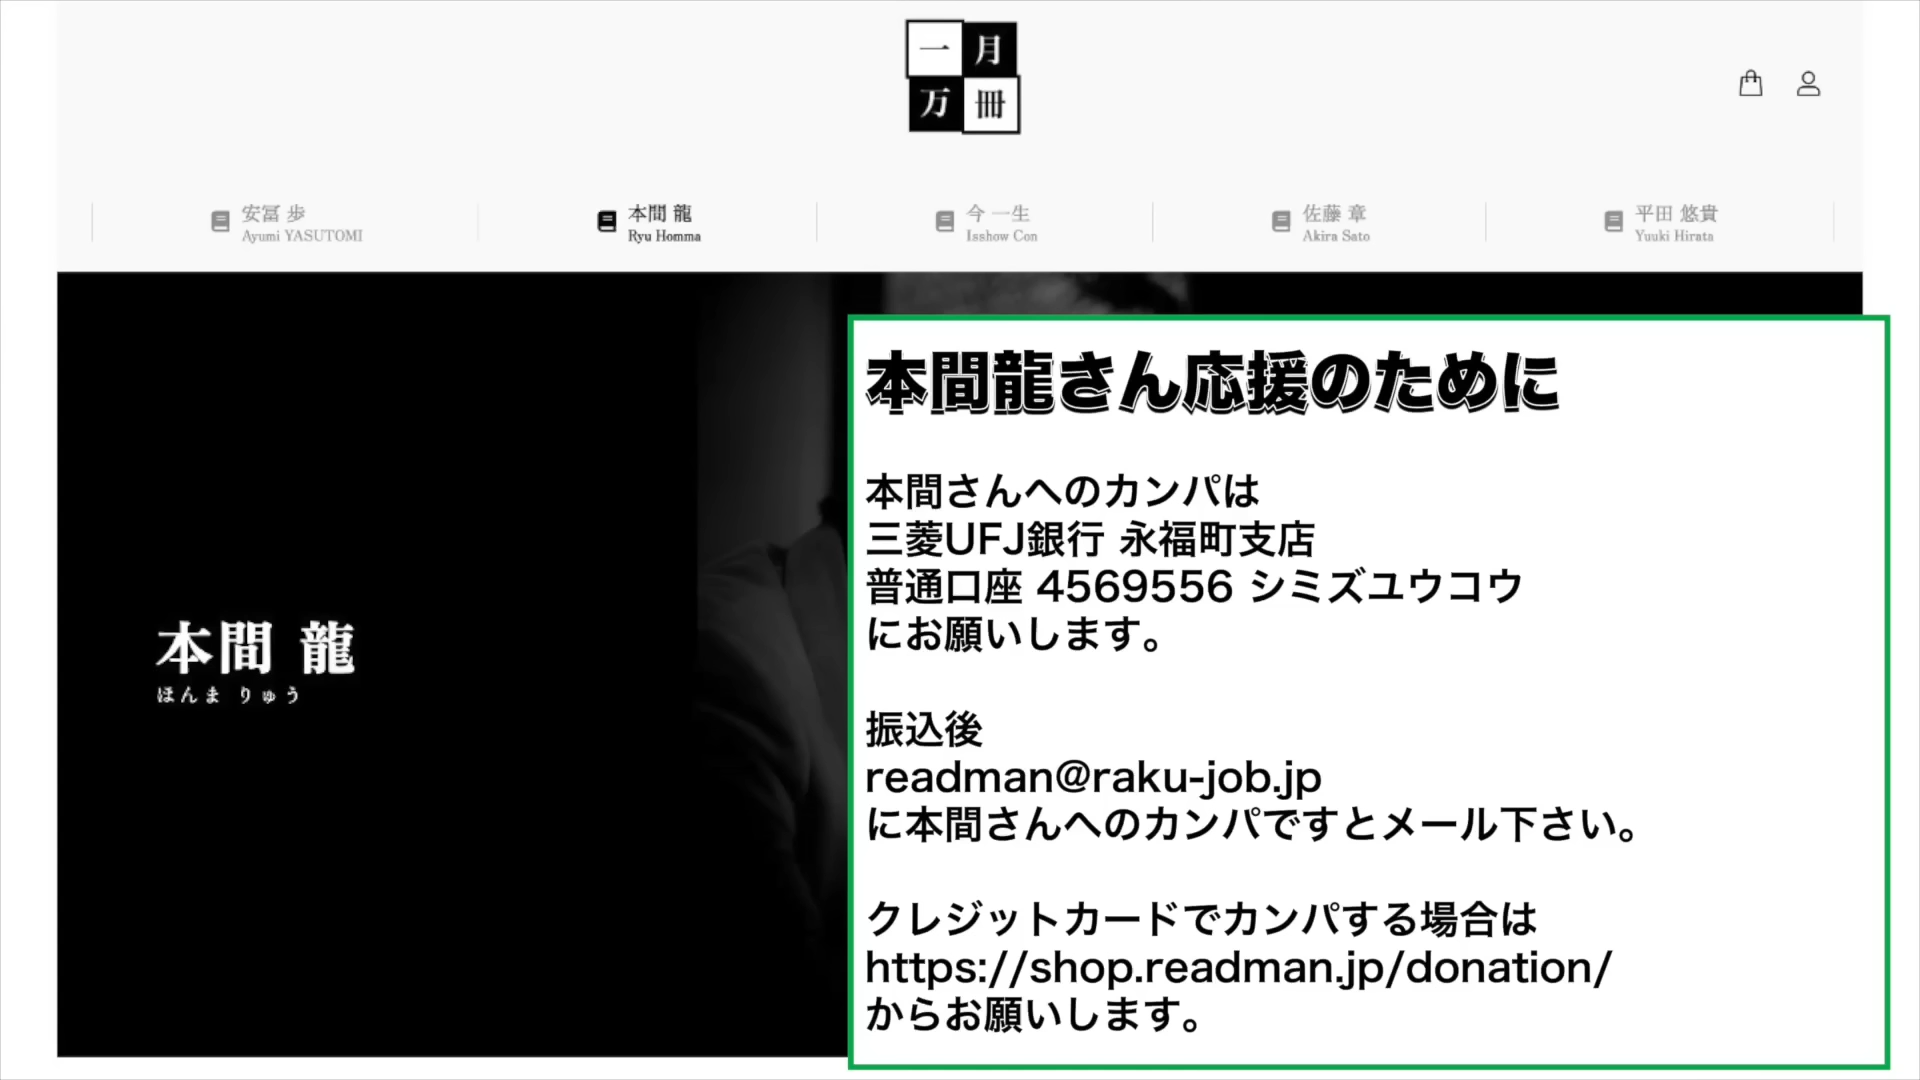 一月
万冊
安冨 歩
Ayumi YASUTOMI
本間 龍
Ryu Homma
今 一生
Isshow Con
佐藤 章
Akira Sato
平田 悠貴
Yuuki Hirata
本間 龍
ほんま りゅう
本間龍さん応援のために
本間さんへのカンパは
三菱UFJ銀行 永福町支店
普通口座 4569556 シミズユウコウ
にお願いします。
振込後
readman@raku-job.jp
に本間さんへのカンパですとメール下さい。
クレジットカードでカンパする場合は
https://shop.readman.jp/donation/
からお願いします。